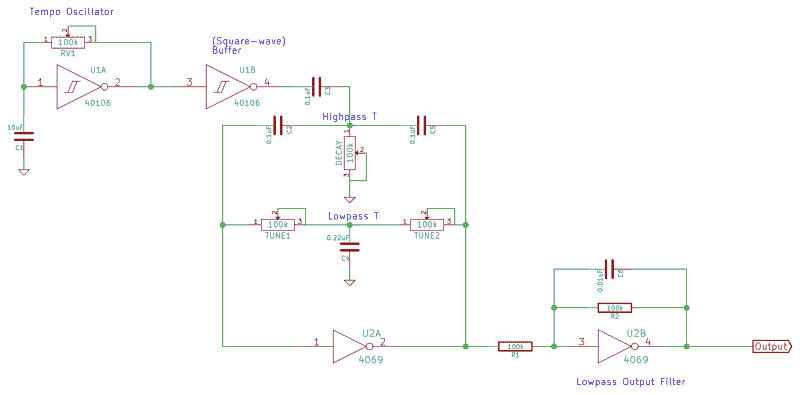 Tempo Oscillator
2
1 100k 3
RV1
U1A
1 2
40106
10uF
C1
(Square-wave)
Buffer
U1B
3 4
40106
0.1uF
C3
Highpass T
0.1uF
C2
0.1uF
C5
DECAY
1
100k
2
3
Lowpass T
2
1 100k 3
TUNE1
2
1 100k 3
TUNE2
0.22uF
C4
U2A
1 2
4069
100k
R1
0.01uF
C6
R2
U2B
3 4
4069
Output
Lowpass Output Filter